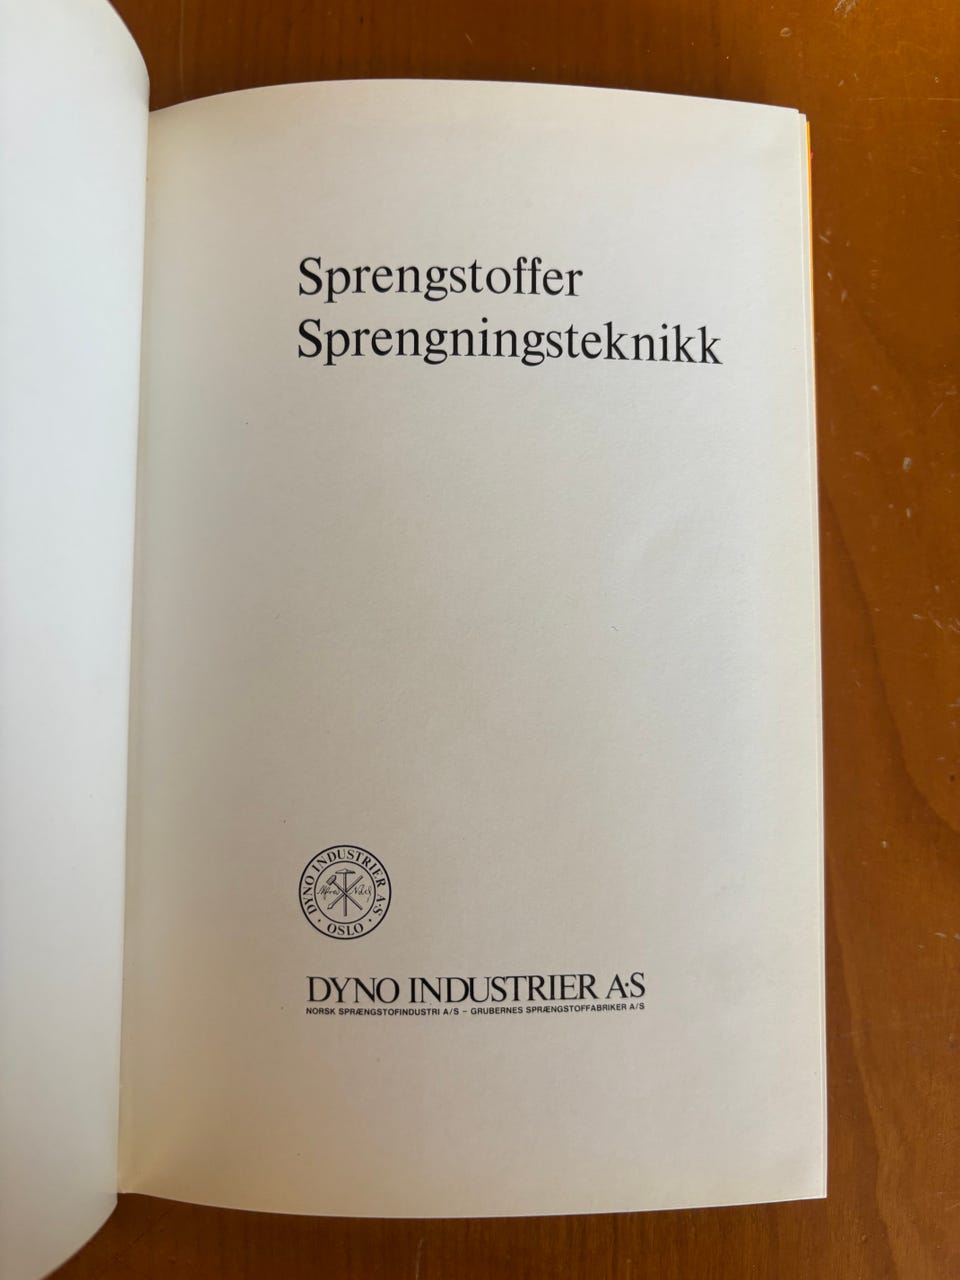 Sprengstoffer
Sprengningsteknikk
DYNO INDUSTRIER A·S
· OSLO ·
DYNO INDUSTRIER A·S
NORSK SPRÆNGSTOFINDUSTRI A/S – GRUBERNES SPRÆNGSTOFFABRIKER A/S